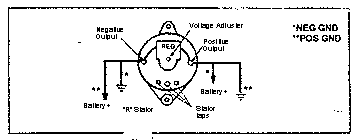 Voltage Adjuster
*NEG GND
**POS GND
Negative
Output
REG
Positive
Output
**
*
*
**
Battery +
"R" Stator
Stator
taps
Battery +